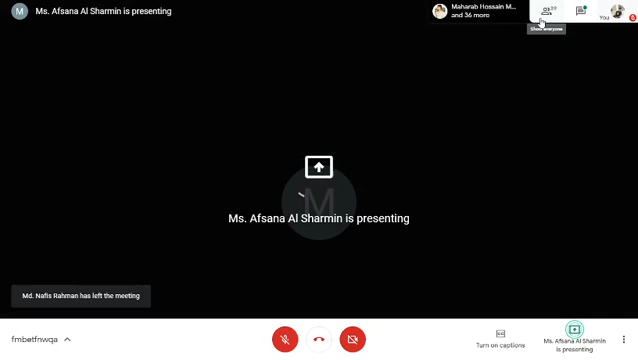 M Ms. Afsana Al Sharmin is presenting
Maharab Hossain M...
and 36 more
39
You
Show everyone
M
Ms. Afsana Al Sharmin is presenting
Md. Nafis Rahman has left the meeting
fmbetfnwqa
Turn on captions
Ms. Afsana Al Sharmin
is presenting